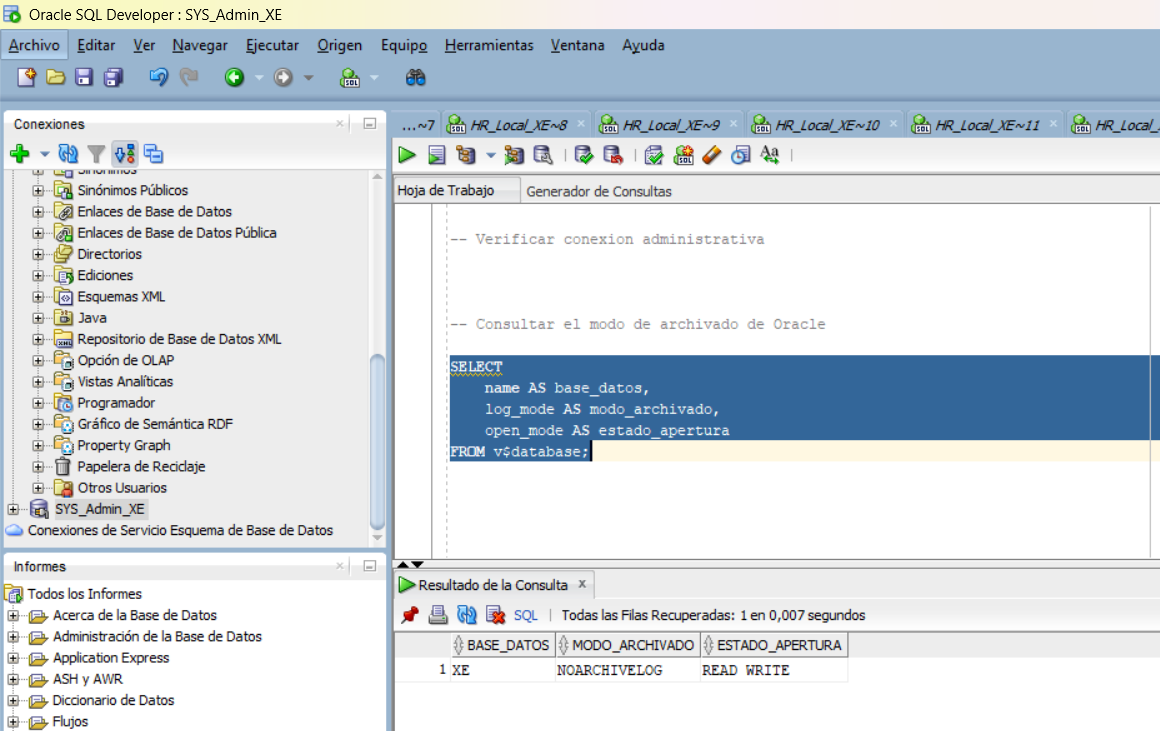 Oracle SQL Developer : SYS_Admin_XE
Archivo Editar Ver Navegar Ejecutar Origen Equipo Herramientas Ventana Ayuda
Conexiones
Sinónimos
Sinónimos Públicos
Enlaces de Base de Datos
Enlaces de Base de Datos Pública
Directorios
Ediciones
Esquemas XML
Java
Repositorio de Base de Datos XML
Opción de OLAP
Vistas Analíticas
Programador
Gráfico de Semántica RDF
Property Graph
Papelera de Reciclaje
Otros Usuarios
SYS_Admin_XE
Conexiones de Servicio Esquema de Base de Datos
Informes
Todos los Informes
Acerca de la Base de Datos
Administración de la Base de Datos
Application Express
ASH y AWR
Diccionario de Datos
Flujos
...~7 HR_Local_XE~8 HR_Local_XE~9 HR_Local_XE~10 HR_Local_XE~11 HR_Local_
Hoja de Trabajo Generador de Consultas
-- Verificar conexion administrativa
-- Consultar el modo de archivado de Oracle
SELECT
name AS base_datos,
log_mode AS modo_archivado,
open_mode AS estado_apertura
FROM v$database;
Resultado de la Consulta x
SQL | Todas las Filas Recuperadas: 1 en 0,007 segundos
BASE_DATOS MODO_ARCHIVADO ESTADO_APERTURA
1 XE NOARCHIVELOG READ WRITE